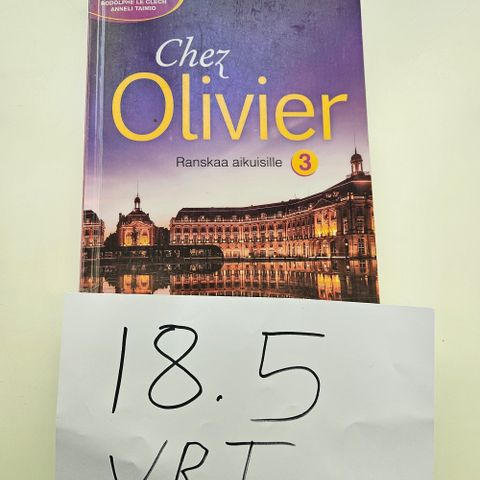 RODOLPHE LE CLECH
ANNELI TAIMIO
Chez
Olivier
Ranskaa aikuisille 3
18.5
VRT